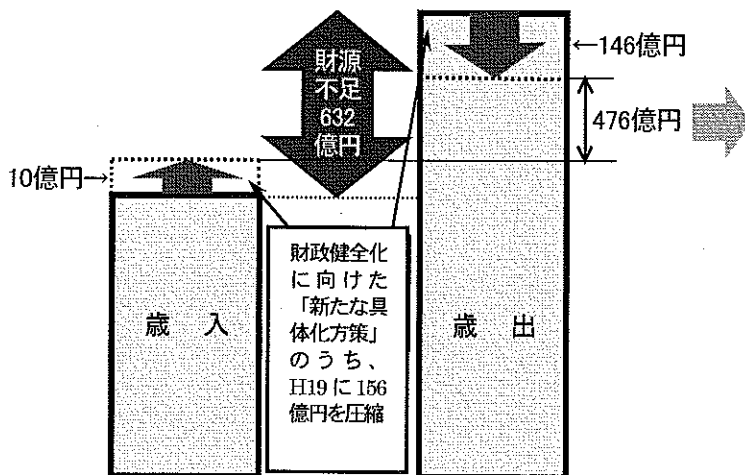 財源
不足
632
億円
←146億円
476億円
10億円→
財政健全化
に向けた
「新たな具
体化方策」
のうち、
H19に156
億円を圧縮
歳入
歳出